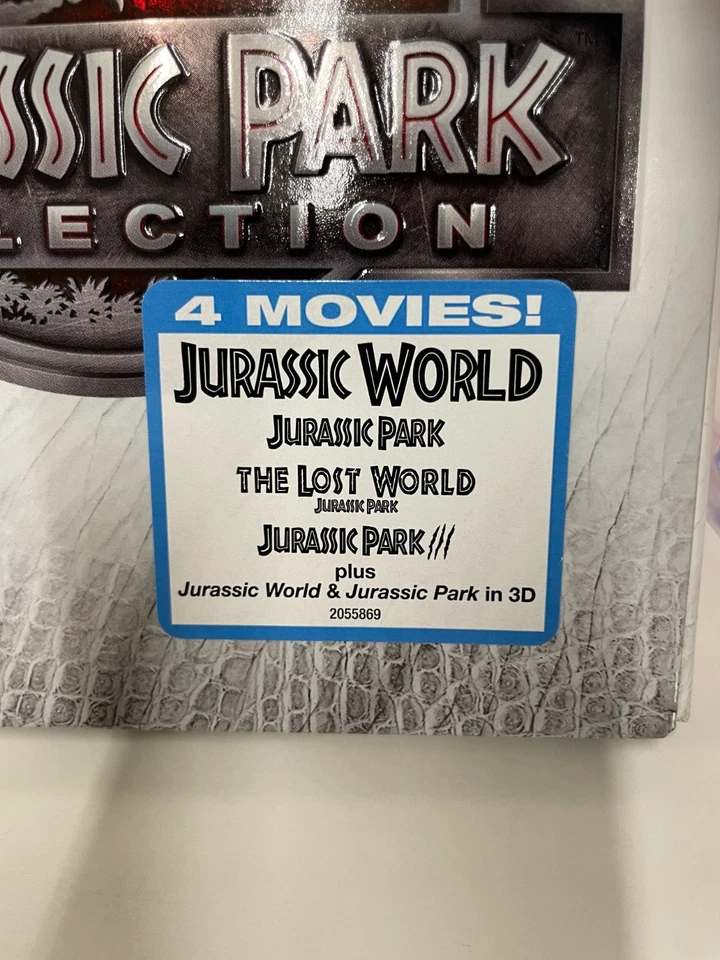 SSIC PARK™
LECTION
4 MOVIES!
JURASSIC WORLD
JURASSIC PARK
THE LOST WORLD
JURASSIC PARK
JURASSIC PARK ///
plus
Jurassic World & Jurassic Park in 3D
2055869